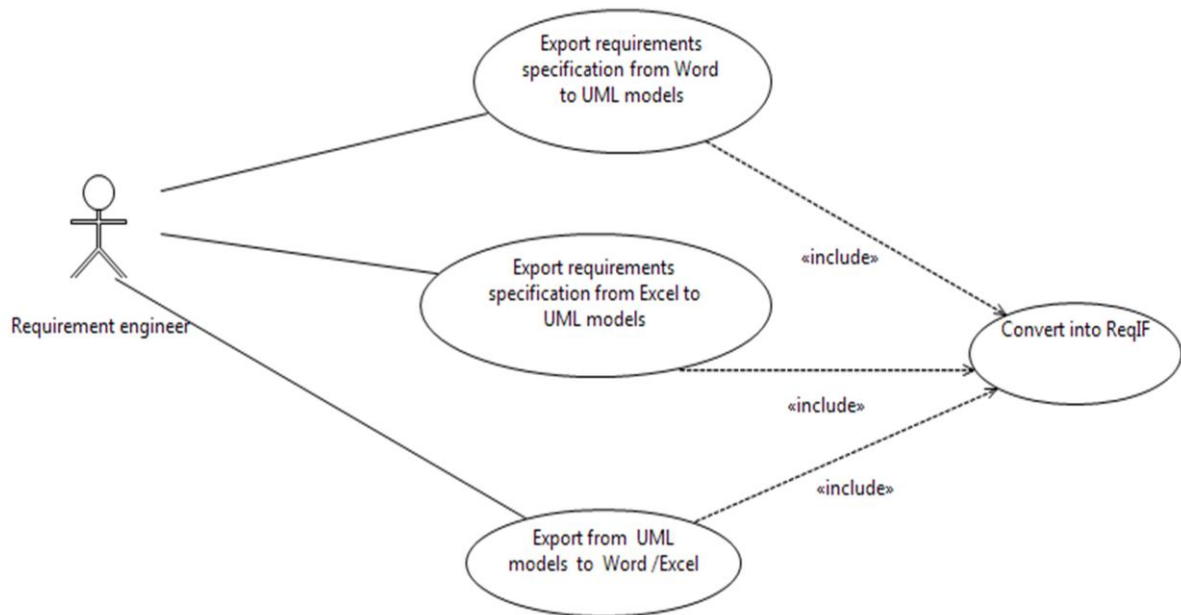 Export requirements
specification from Word
to UML models
Export requirements
specification from Excel to
UML models
Requirement engineer
«include»
Convert into ReqIF
«include»
«include»
Export from UML
models to Word /Excel